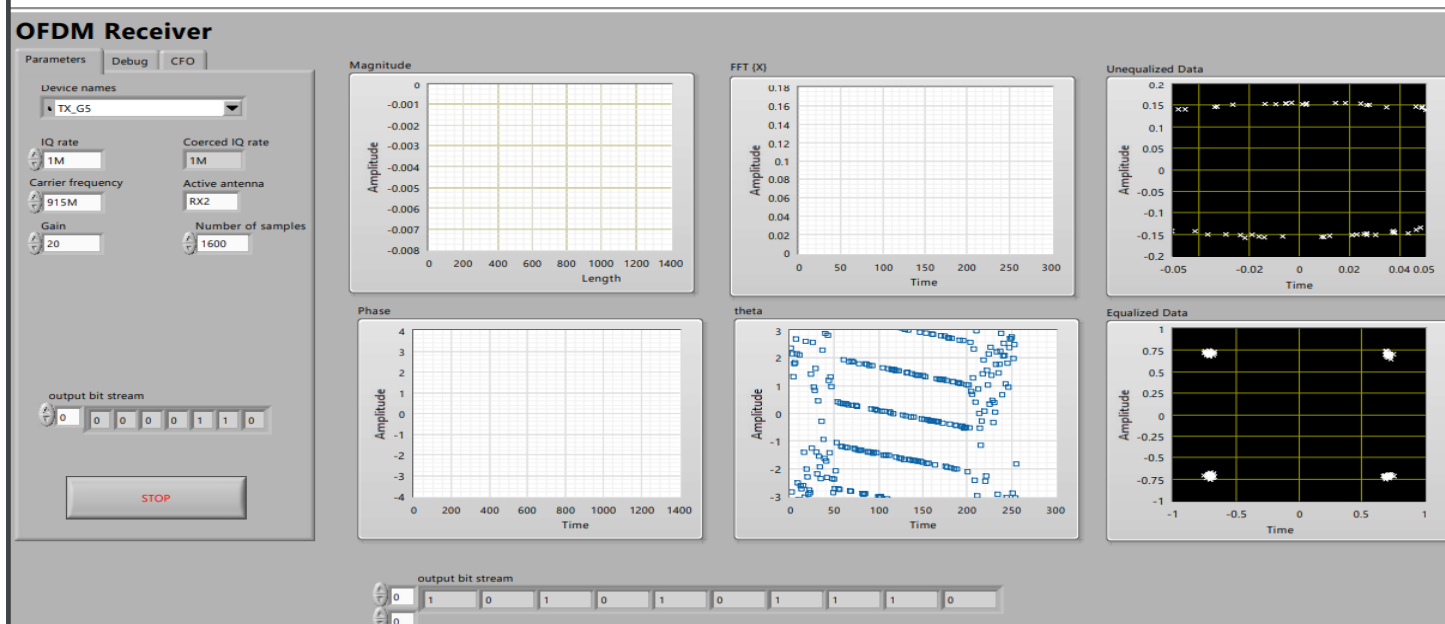 OFDM Receiver
Parameters Debug CFO
Device names
TX_G5
IQ rate Coerced IQ rate
1M 1M
Carrier frequency Active antenna
915M RX2
Gain Number of samples
20 1600
output bit stream
0 0 0 0 0 1 1 0
STOP
Magnitude
Amplitude
0
-0.001
-0.002
-0.003
-0.004
-0.005
-0.006
-0.007
-0.008
0 200 400 600 800 1000 1200 1400
Length
FFT (X)
Amplitude
0.18
0.16
0.14
0.12
0.1
0.08
0.06
0.04
0.02
0
0 50 100 150 200 250 300
Time
Unequalized Data
Amplitude
0.2
0.15
0.1
0.05
0
-0.05
-0.1
-0.15
-0.2
-0.05 -0.02 0 0.02 0.04 0.05
Time
Phase
Amplitude
4
3
2
1
0
-1
-2
-3
-4
0 200 400 600 800 1000 1200 1400
Time
theta
Amplitude
3
2
1
0
-1
-2
-3
0 50 100 150 200 250 300
Time
Equalized Data
Amplitude
1
0.75
0.5
0.25
0
-0.25
-0.5
-0.75
-1
-1 -0.5 0 0.5 1
Time
output bit stream
0 1 0 1 0 1 0 1 1 1 0
0